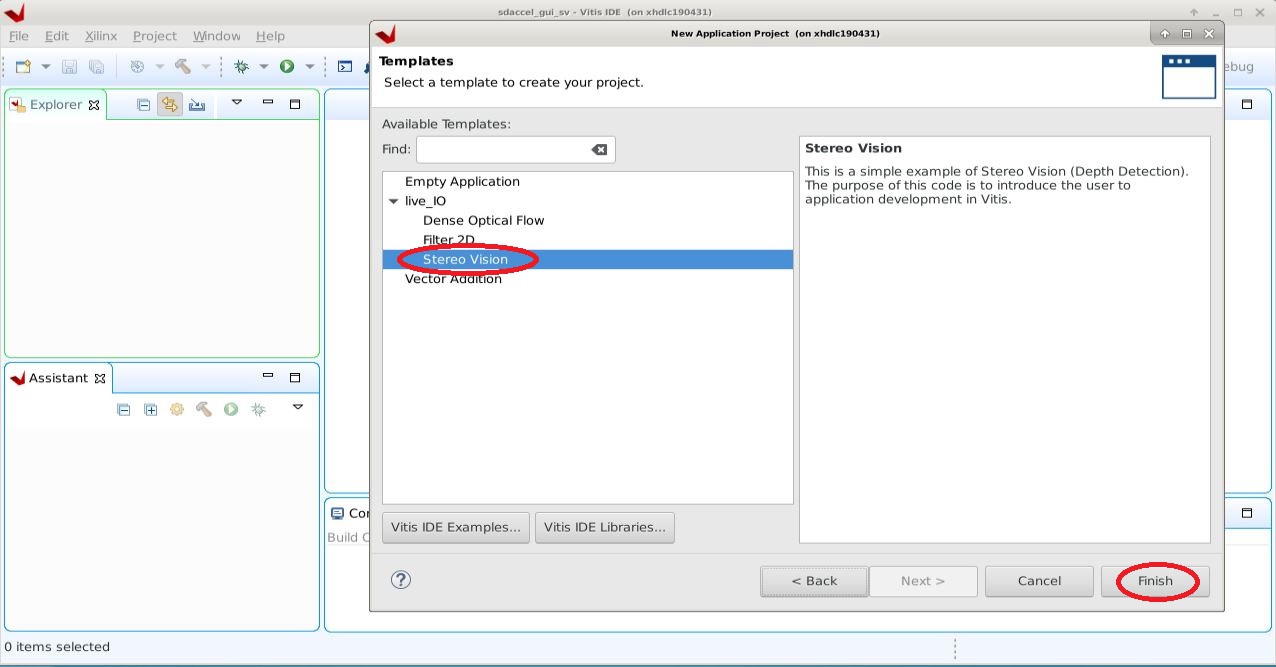 sdaccel_gui_sv - Vitis IDE (on xhdlc190431)
File Edit Xilinx Project Window Help
New Application Project (on xhdlc190431)
Templates
Select a template to create your project.
ebug
Explorer
Available Templates:
Find:
Empty Application
live_IO
Dense Optical Flow
Filter 2D
Stereo Vision
Vector Addition
Stereo Vision
This is a simple example of Stereo Vision (Depth Detection).
The purpose of this code is to introduce the user to
application development in Vitis.
Assistant
Vitis IDE Examples...
Vitis IDE Libraries...
Cor
Build C
?
< Back
Next >
Cancel
Finish
0 items selected